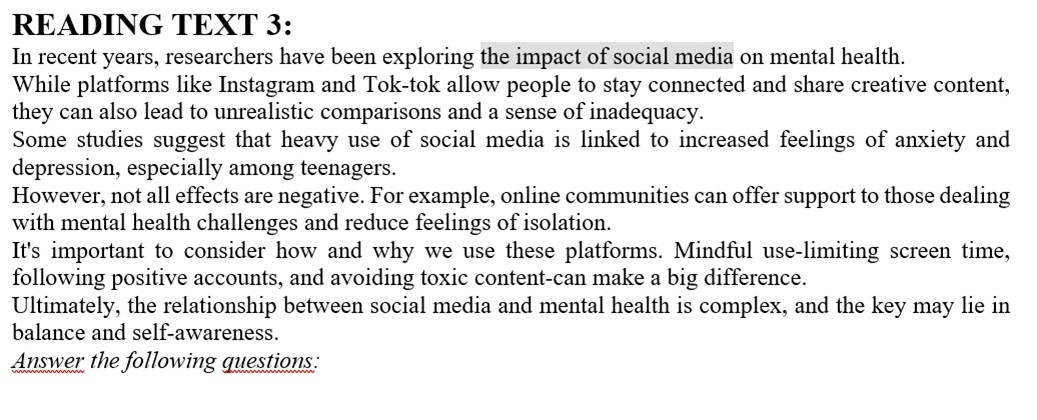 READING TEXT 3:
In recent years, researchers have been exploring the impact of social media on mental health.
While platforms like Instagram and Tok-tok allow people to stay connected and share creative content,
they can also lead to unrealistic comparisons and a sense of inadequacy.
Some studies suggest that heavy use of social media is linked to increased feelings of anxiety and
depression, especially among teenagers.
However, not all effects are negative. For example, online communities can offer support to those dealing
with mental health challenges and reduce feelings of isolation.
It's important to consider how and why we use these platforms. Mindful use-limiting screen time,
following positive accounts, and avoiding toxic content-can make a big difference.
Ultimately, the relationship between social media and mental health is complex, and the key may lie in
balance and self-awareness.
Answer the following questions: